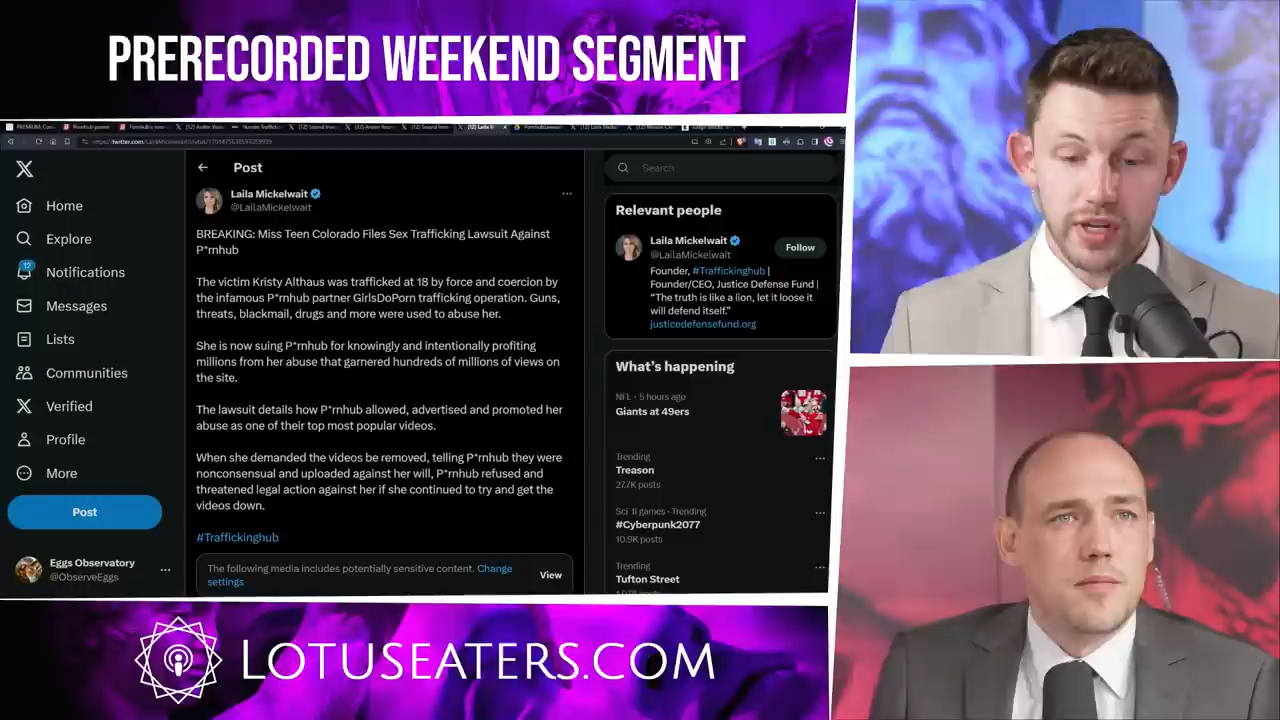 PRERECORDED WEEKEND SEGMENT
Post
Laila Mickelwait
@LailaMickelwait
BREAKING: Miss Teen Colorado Files Sex Trafficking Lawsuit Against
P*rnhub
The victim Kristy Althaus was trafficked at 18 by force and coercion by
the infamous P*rnhub partner GirlsDoPorn trafficking operation. Guns,
threats, blackmail, drugs and more were used to abuse her.
She is now suing P*rnhub for knowingly and intentionally profiting
millions from her abuse that garnered hundreds of millions of views on
the site.
The lawsuit details how P*rnhub allowed, advertised and promoted her
abuse as one of their top most popular videos.
When she demanded the videos be removed, telling P*rnhub they were
nonconsensual and uploaded against her will, P*rnhub refused and
threatened legal action against her if she continued to try and get the
videos down.
#Traffickinghub
The following media includes potentially sensitive content. Change
settings
View
Home
Explore
Notifications
Messages
Lists
Communities
Verified
Profile
More
Post
Eggs Observatory
@ObserveEggs
Search
Relevant people
Laila Mickelwait
@LailaMickelwait
Follow
Founder, #Traffickinghub |
Founder/CEO, Justice Defense Fund |
"The truth is like a lion, let it loose it
will defend itself."
justicedefensefund.org
What's happening
NFL · 5 hours ago
Giants at 49ers
Trending
Treason
27.7K posts
Sci fi games · Trending
#Cyberpunk2077
10.9K posts
Trending
Tufton Street
LOTUSEATERS.COM